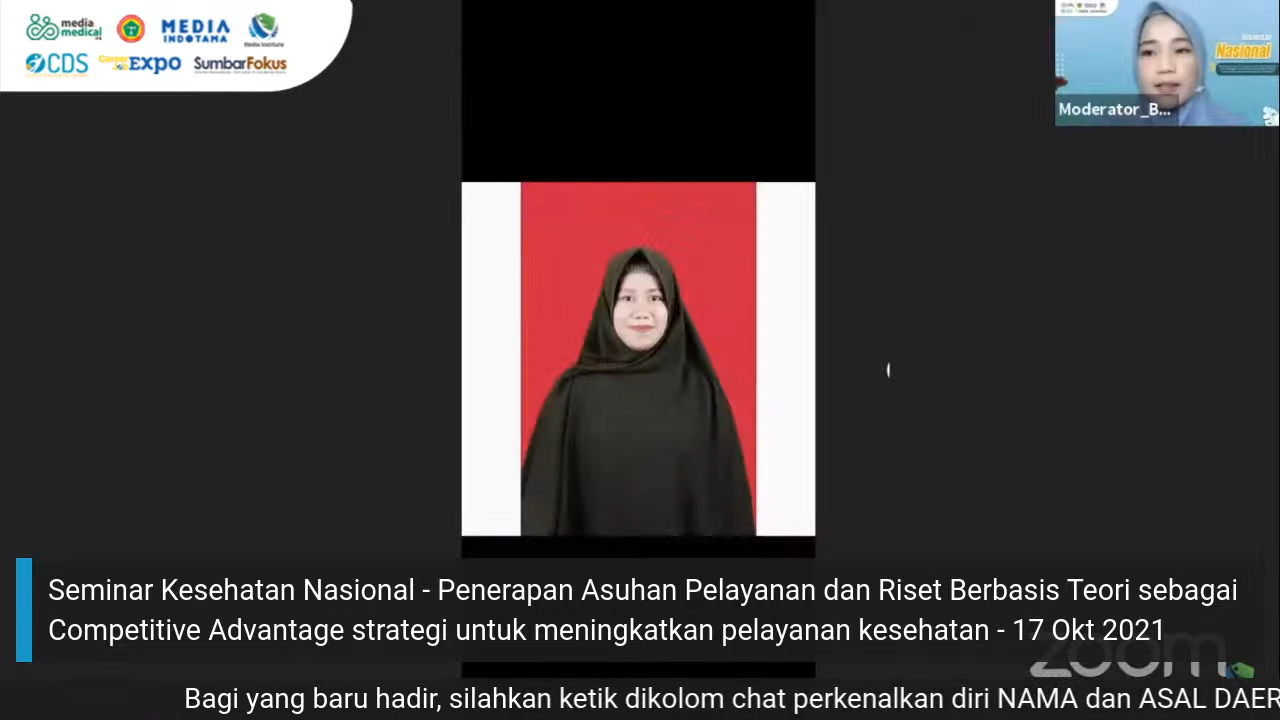 media
medical
MEDIA
INDOTAMA
Media Institute
CDS
EXPO
SumbarFokus
Nasional
Moderator_B...
Seminar Kesehatan Nasional - Penerapan Asuhan Pelayanan dan Riset Berbasis Teori sebagai
Competitive Advantage strategi untuk meningkatkan pelayanan kesehatan - 17 Okt 2021
zoom
Bagi yang baru hadir, silahkan ketik dikolom chat perkenalkan diri NAMA dan ASAL DAER